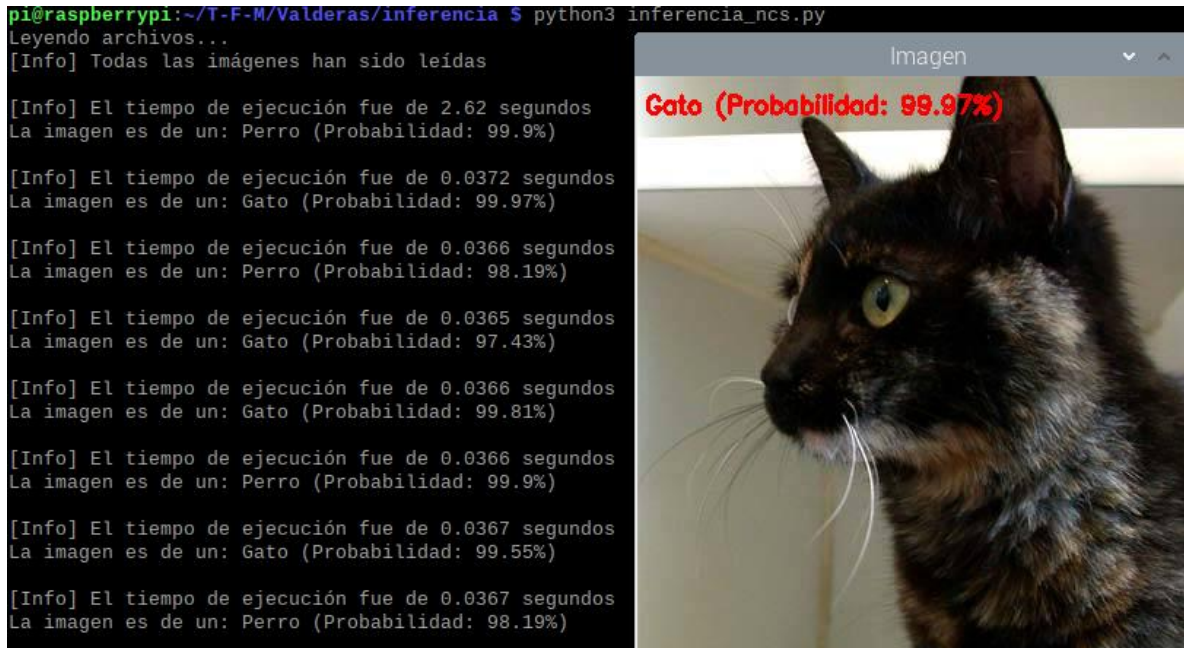 pi@raspberrypi:~/T-F-M/Valderas/inferencia $ python3 inferencia_ncs.py
Leyendo archivos...
[Info] Todas las imágenes han sido leídas
[Info] El tiempo de ejecución fue de 2.62 segundos
La imagen es de un: Perro (Probabilidad: 99.9%)
[Info] El tiempo de ejecución fue de 0.0372 segundos
La imagen es de un: Gato (Probabilidad: 99.97%)
[Info] El tiempo de ejecución fue de 0.0366 segundos
La imagen es de un: Perro (Probabilidad: 98.19%)
[Info] El tiempo de ejecución fue de 0.0365 segundos
La imagen es de un: Gato (Probabilidad: 97.43%)
[Info] El tiempo de ejecución fue de 0.0366 segundos
La imagen es de un: Gato (Probabilidad: 99.81%)
[Info] El tiempo de ejecución fue de 0.0366 segundos
La imagen es de un: Perro (Probabilidad: 99.9%)
[Info] El tiempo de ejecución fue de 0.0367 segundos
La imagen es de un: Gato (Probabilidad: 99.55%)
[Info] El tiempo de ejecución fue de 0.0367 segundos
La imagen es de un: Perro (Probabilidad: 98.19%)
Imagen
Gato (Probabilidad: 99.97%)